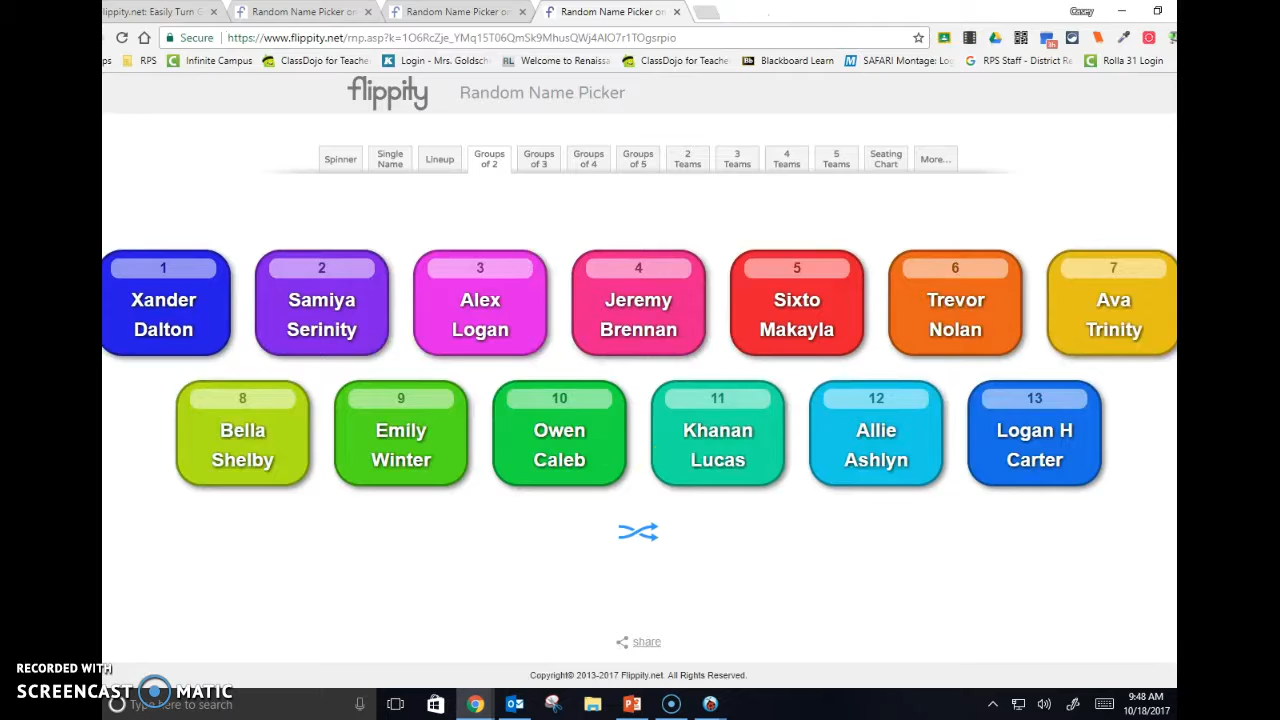 flippity.net: Easily Turn G
Random Name Picker on
Random Name Picker on
Random Name Picker on
Casey
Secure
https://www.flippity.net/rnp.asp?k=1O6RcZje_YMq15T06QmSk9MhusQWj4AIO7r1TOgsrpio
ps
RPS
Infinite Campus
ClassDojo for Teache
Login - Mrs. Goldsch
RL Welcome to Renaiss
ClassDojo for Teache
Bb Blackboard Learn
SAFARI Montage: Log
RPS Staff - District Re
Rolla 31 Login
flippity
Random Name Picker
Spinner
Single
Name
Lineup
Groups
of 2
Groups
of 3
Groups
of 4
Groups
of 5
2
Teams
3
Teams
4
Teams
5
Teams
Seating
Chart
More...
1
Xander
Dalton
2
Samiya
Serinity
3
Alex
Logan
4
Jeremy
Brennan
5
Sixto
Makayla
6
Trevor
Nolan
7
Ava
Trinity
8
Bella
Shelby
9
Emily
Winter
10
Owen
Caleb
11
Khanan
Lucas
12
Allie
Ashlyn
13
Logan H
Carter
share
Copyright© 2013-2017 Flippity.net. All Rights Reserved.
RECORDED WITH
SCREENCAST MATIC
Type here to search
9:48 AM
10/18/2017